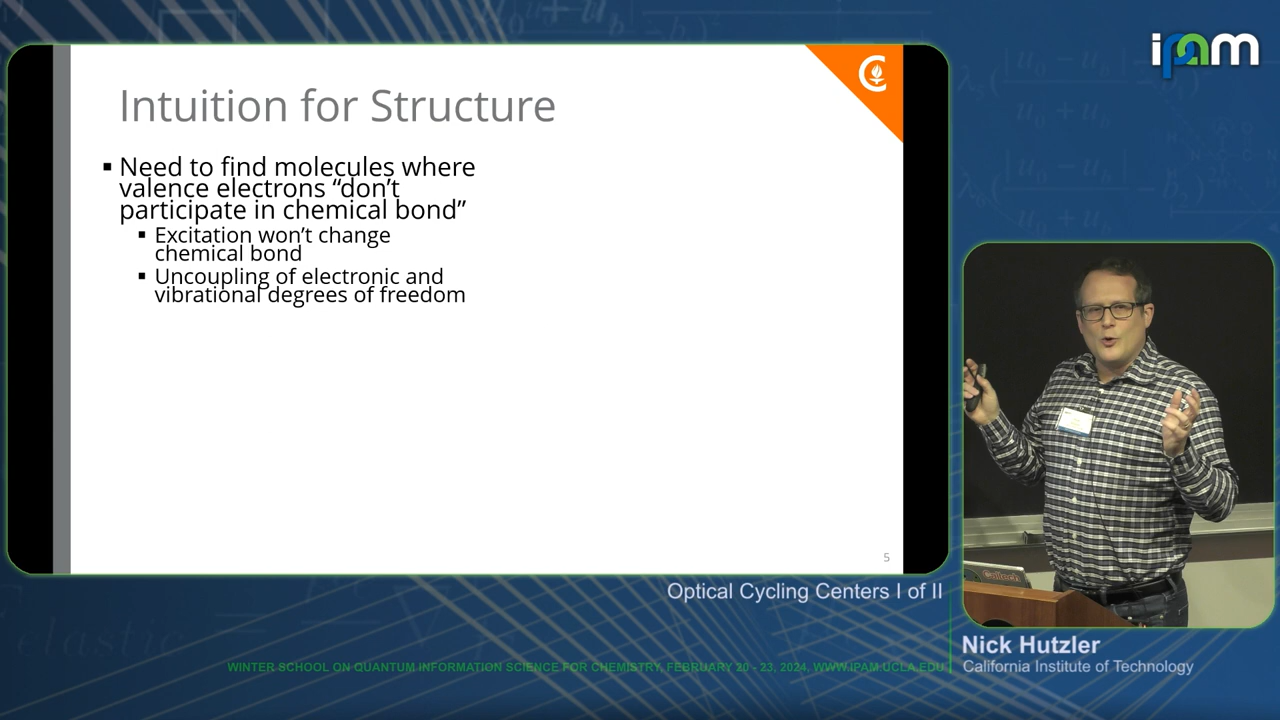 ipam
Intuition for Structure
Need to find molecules where
valence electrons “don’t
participate in chemical bond”
Excitation won’t change
chemical bond
Uncoupling of electronic and
vibrational degrees of freedom
5
Optical Cycling Centers I of II
Caltech
Nick Hutzler
California Institute of Technology
WINTER SCHOOL ON QUANTUM INFORMATION SCIENCE FOR CHEMISTRY, FEBRUARY 20 - 23, 2024, WWW.IPAM.UCLA.EDU
elastic